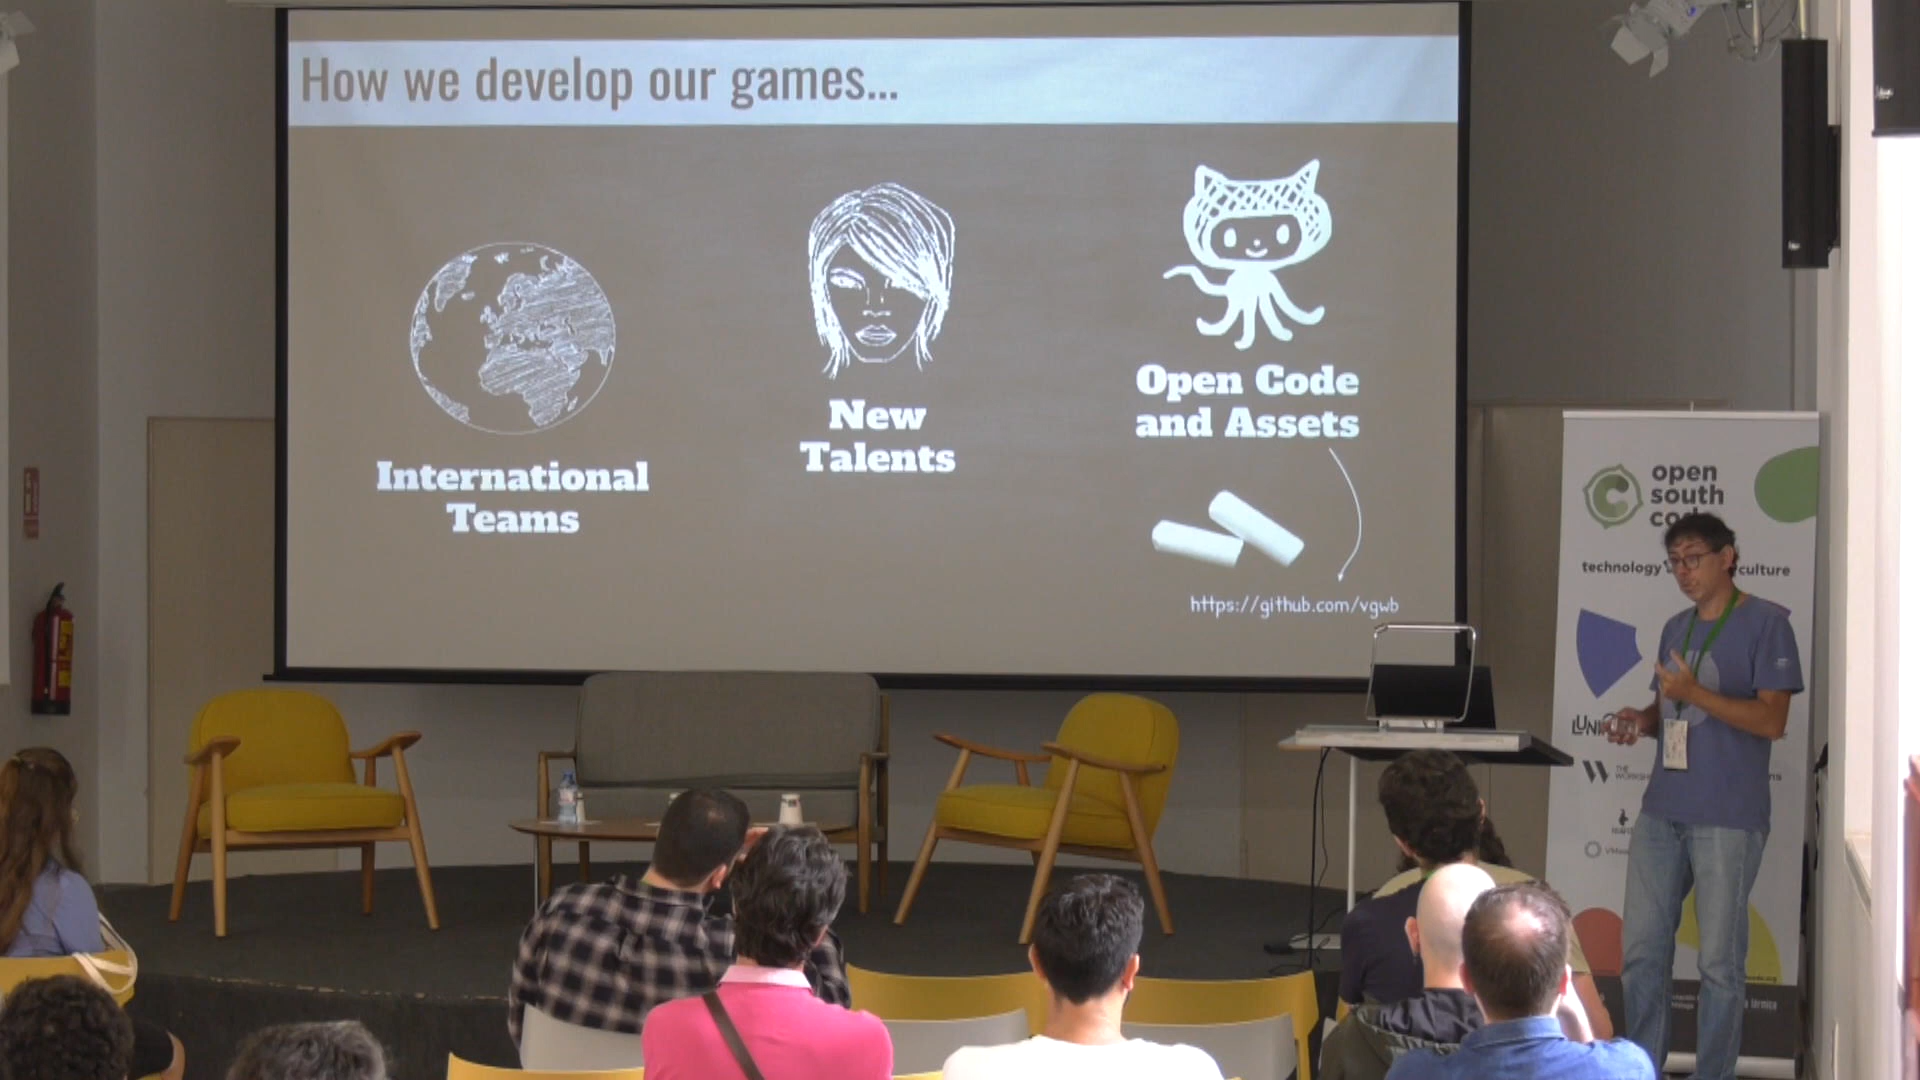 How we develop our games...
International
Teams
New
Talents
Open Code
and Assets
https://github.com/vgwb
open
south
technology
culture
THE